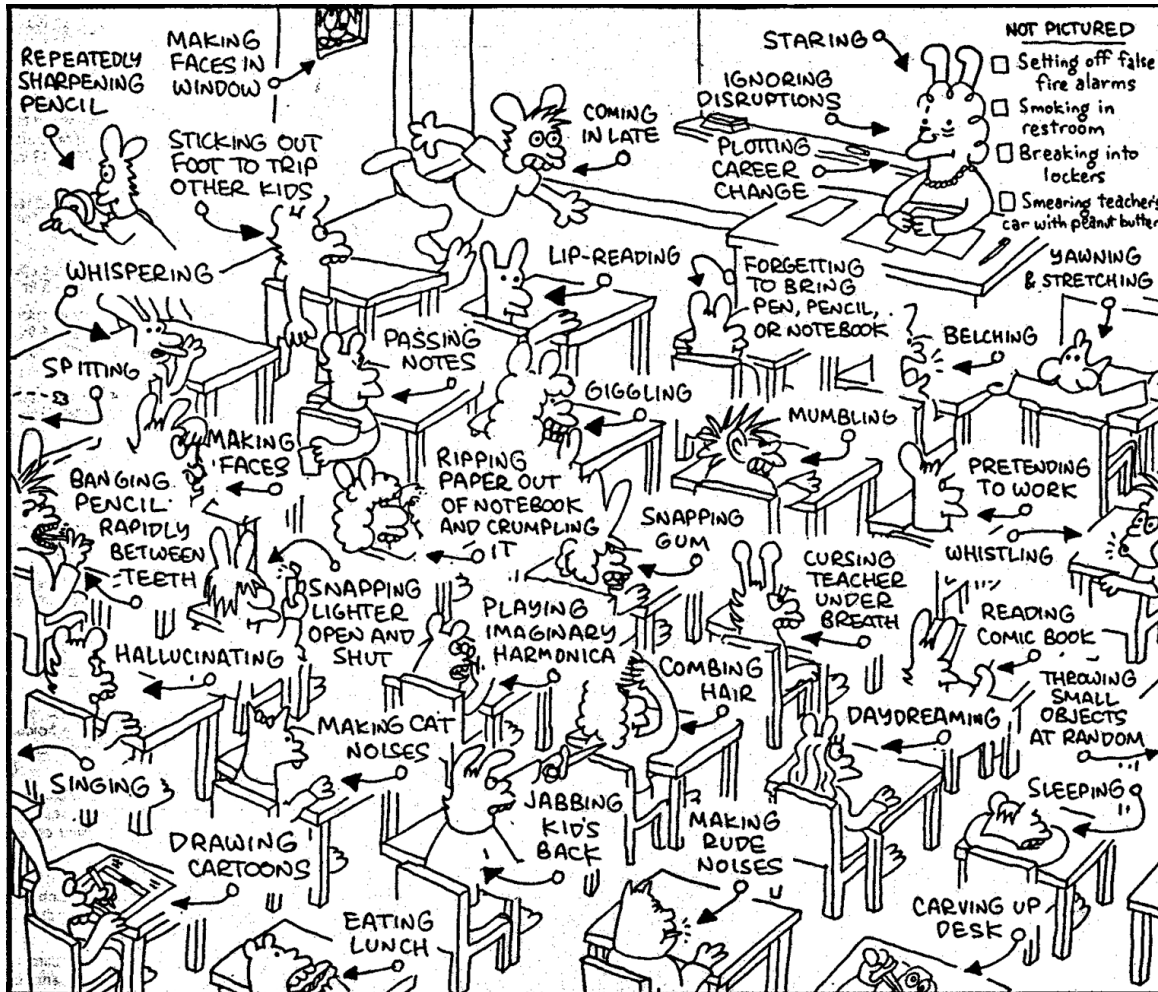 REPEATEDLY
SHARPENING
PENCIL
MAKING
FACES IN
WINDOW
STICKING OUT
FOOT TO TRIP
OTHER KIDS
COMING
IN LATE
STARING
IGNORING
DISRUPTIONS
PLOTTING
CAREER
CHANGE
NOT PICTURED
Setting off false
fire alarms
Smoking in
restroom
Breaking into
lockers
Smearing teacher's
car with peanut butter
WHISPERING
LIP-READING
FORGETTING
TO BRING
PEN, PENCIL,
OR NOTEBOOK
YAWNING
& STRETCHING
SPITTING
PASSING
NOTES
GIGGLING
BELCHING
MUMBLING
MAKING
FACES
BANGING
PENCIL
RAPIDLY
BETWEEN
TEETH
RIPPING
PAPER OUT
OF NOTEBOOK
AND CRUMPLING
IT
SNAPPING
GUM
PRETENDING
TO WORK
WHISTLING
SNAPPING
LIGHTER
OPEN AND
SHUT
PLAYING
IMAGINARY
HARMONICA
CURSING
TEACHER
UNDER
BREATH
READING
COMIC BOOK
HALLUCINATING
COMBING
HAIR
THROWING
SMALL
OBJECTS
AT RANDOM
MAKING CAT
NOISES
DAYDREAMING
SINGING
JABBING
KID'S
BACK
MAKING
RUDE
NOISES
SLEEPING
DRAWING
CARTOONS
EATING
LUNCH
CARVING UP
DESK